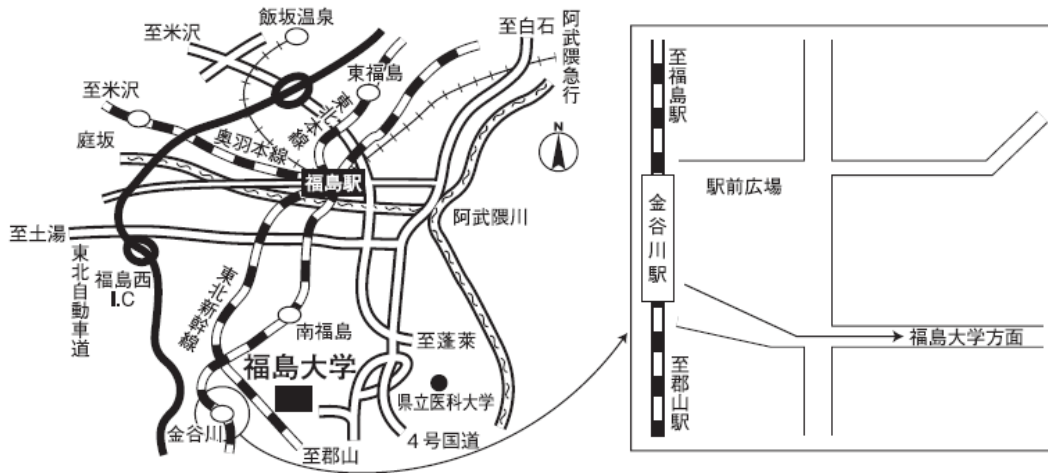 飯坂温泉
至米沢
至白石
阿武隈急行
東福島
至米沢
東北本線
N
庭坂
奥羽本線
福島駅
阿武隈川
至土湯
東北自動車道
福島西
I.C
東北新幹線
南福島
至蓬莱
福島大学
県立医科大学
金谷川
至郡山
4号国道
至福島駅
駅前広場
金谷川駅
福島大学方面
至郡山駅